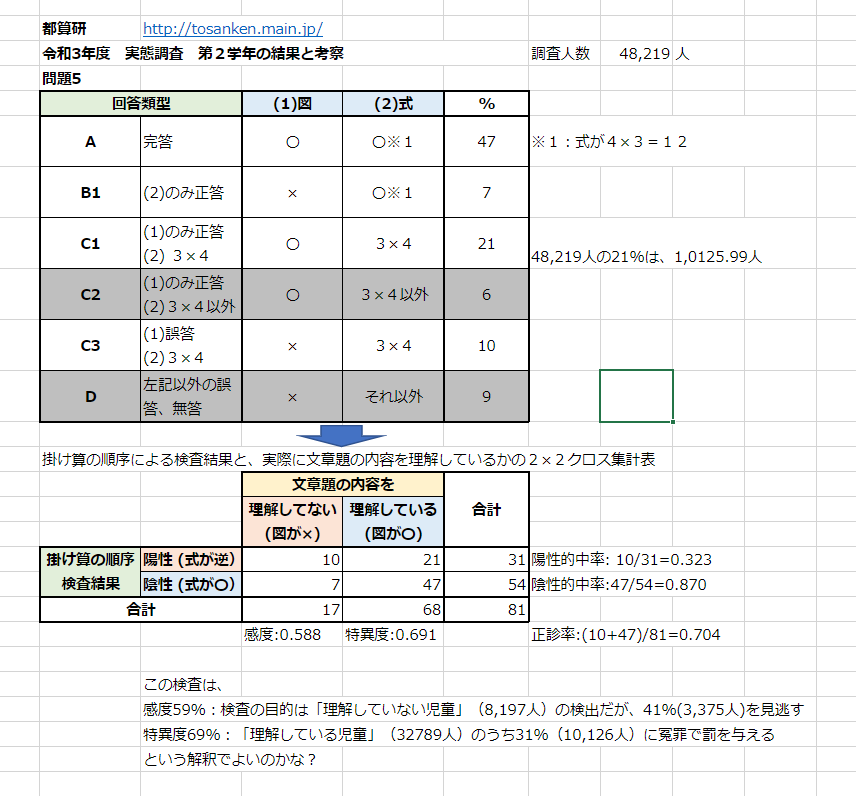 都算研 http://tosanken.main.jp/
令和3年度 実態調査 第2学年の結果と考察 調査人数 48,219 人
問題5
回答類型 (1)図 (2)式 %
A 完答 〇 〇※1 47 ※1:式が4×3=12
B1 (2)のみ正答 × 〇※1 7
C1 (1)のみ正答 (2) 3×4 〇 3×4 21 48,219人の21%は、1,0125.99人
C2 (1)のみ正答 (2)3×4以外 〇 3×4以外 6
C3 (1)誤答 (2)3×4 × 3×4 10
D 左記以外の誤答、無答 × それ以外 9
掛け算の順序による検査結果と、実際に文章題の内容を理解しているかの2×2クロス集計表
文章題の内容を
理解してない (図が×) 理解している (図が〇) 合計
掛け算の順序 検査結果 陽性 (式が逆) 10 21 31 陽性的中率: 10/31=0.323
陰性 (式が〇) 7 47 54 陰性的中率:47/54=0.870
合計 17 68 81
感度:0.588 特異度:0.691 正診率:(10+47)/81=0.704
この検査は、
感度59%:検査の目的は「理解していない児童」(8,197人)の検出だが、41%(3,375人)を見逃す
特異度69%:「理解している児童」(32789人)のうち31%(10,126人)に冤罪で罰を与える
という解釈でよいのかな?